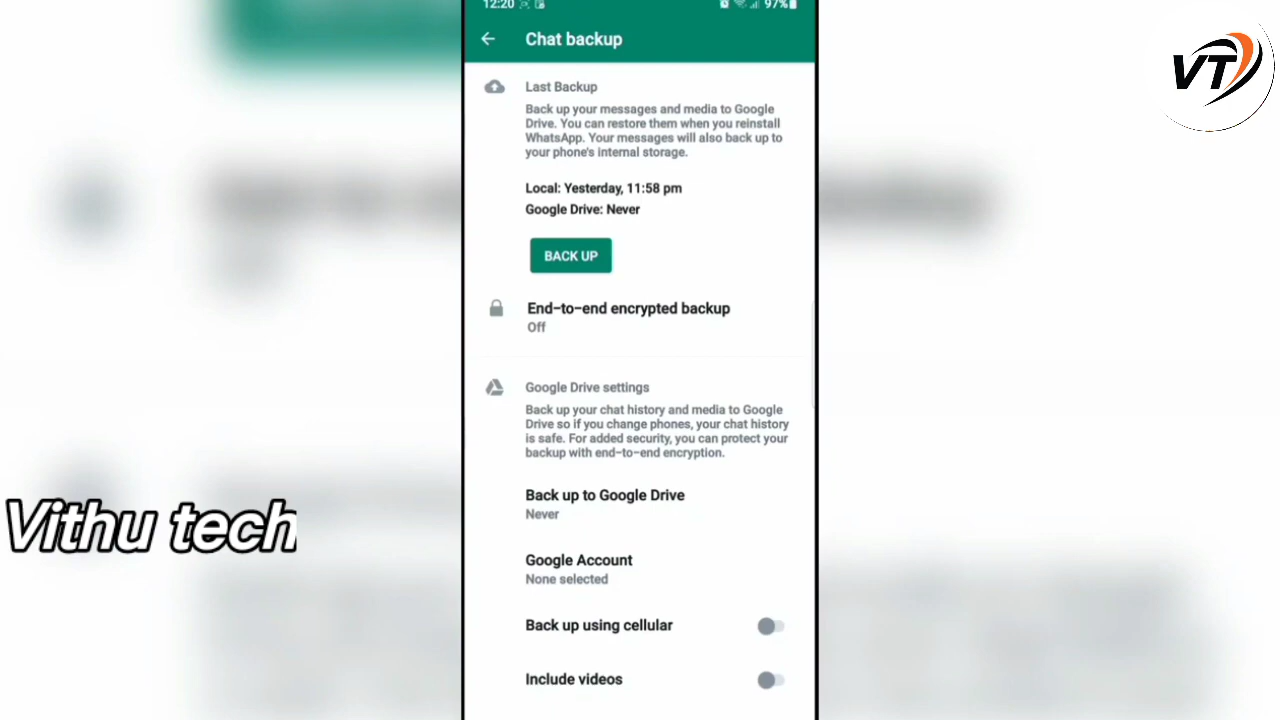 12:20
97%
VT
Chat backup
Last Backup
Back up your messages and media to Google
Drive. You can restore them when you reinstall
WhatsApp. Your messages will also back up to
your phone's internal storage.
Local: Yesterday, 11:58 pm
Google Drive: Never
BACK UP
End-to-end encrypted backup
Off
Google Drive settings
Back up your chat history and media to Google
Drive so if you change phones, your chat history
is safe. For added security, you can protect your
backup with end-to-end encryption.
Back up to Google Drive
Never
Vithu tech
Google Account
None selected
Back up using cellular
Include videos